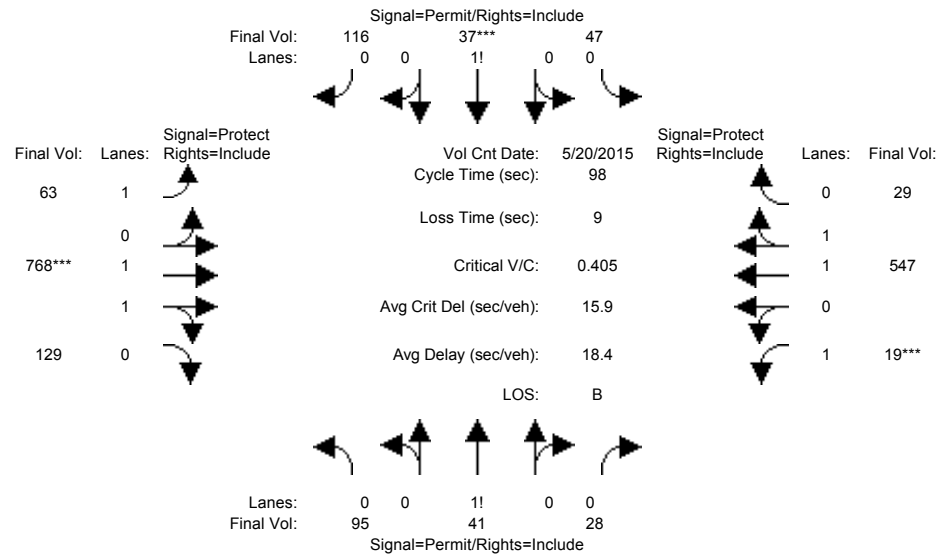 Signal=Permit/Rights=Include
Final Vol: 116 37*** 47
Lanes: 0 0 1! 0 0
Signal=Protect Signal=Protect
Final Vol: Lanes: Rights=Include Vol Cnt Date: 5/20/2015 Rights=Include Lanes: Final Vol:
Cycle Time (sec): 98
63 1 0 29
Loss Time (sec): 9
0 1
768*** 1 Critical V/C: 0.405 1 547
1 Avg Crit Del (sec/veh): 15.9 0
129 0 Avg Delay (sec/veh): 18.4 1 19***
LOS: B
Lanes: 0 0 1! 0 0
Final Vol: 95 41 28
Signal=Permit/Rights=Include